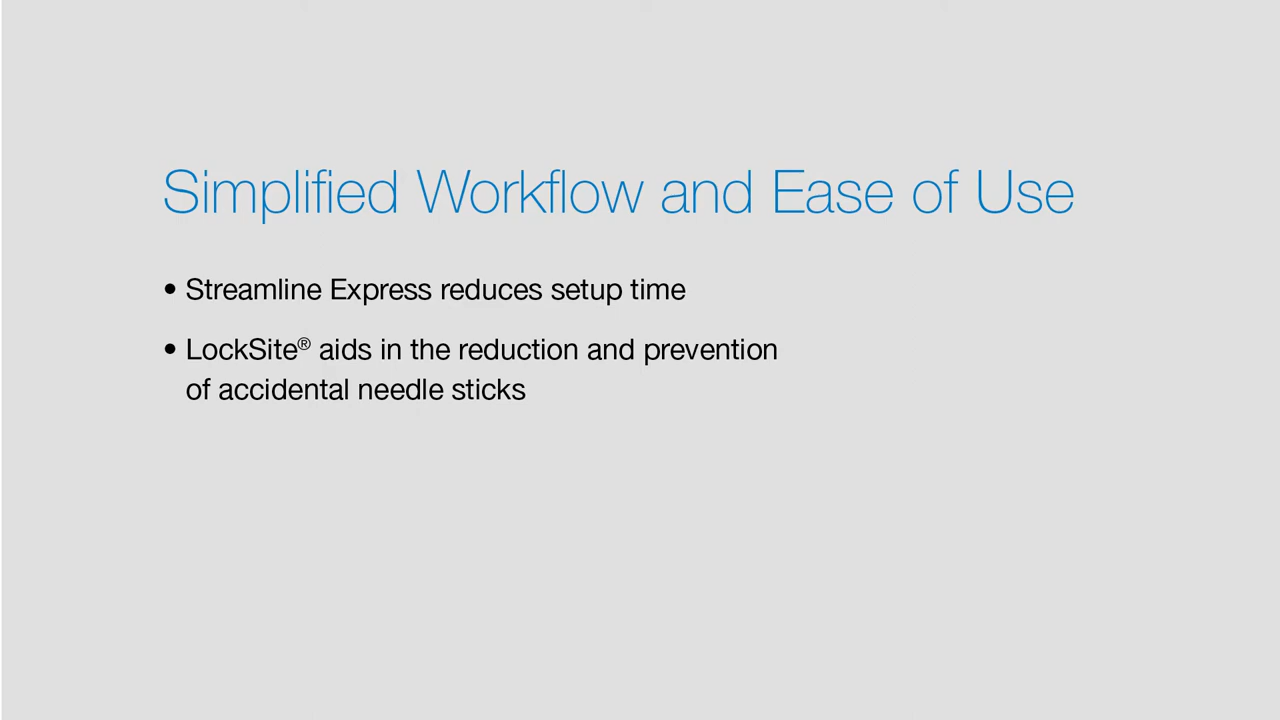 Simplified Workflow and Ease of Use
• Streamline Express reduces setup time
• LockSite® aids in the reduction and prevention
of accidental needle sticks